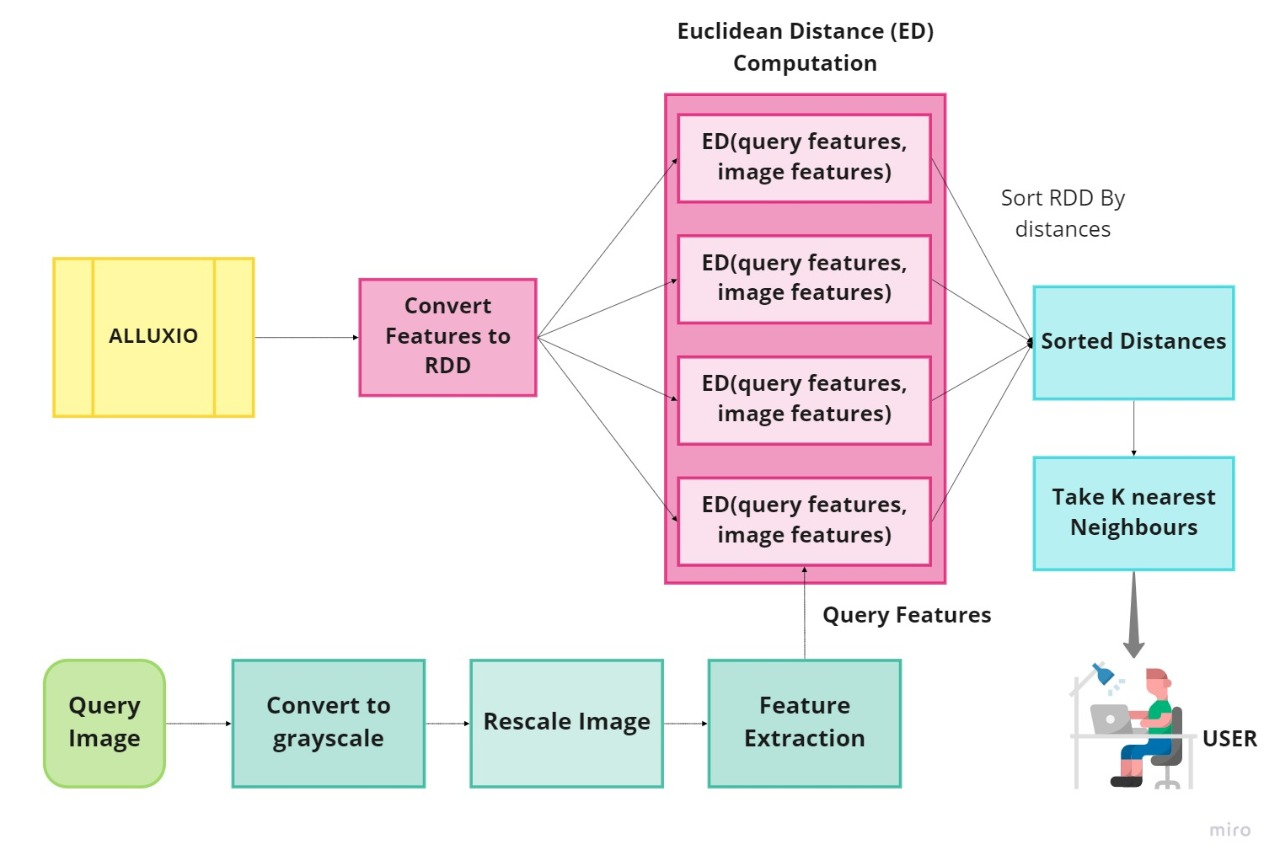 Euclidean Distance (ED)
Computation
ED(query features,
image features)
Sort RDD By
distances
ED(query features,
image features)
ALLUXIO
Convert
Features to
RDD
Sorted Distances
ED(query features,
image features)
ED(query features,
image features)
Take K nearest
Neighbours
Query Features
Query
Image
Convert to
grayscale
Rescale Image
Feature
Extraction
USER
miro